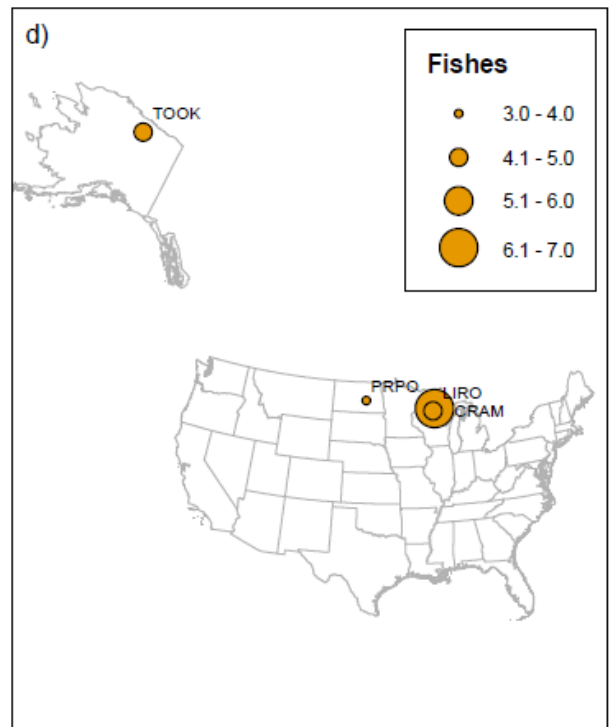 d)
Fishes
3.0 - 4.0
4.1 - 5.0
5.1 - 6.0
6.1 - 7.0
TOOK
PRPO
LIRO
CRAM